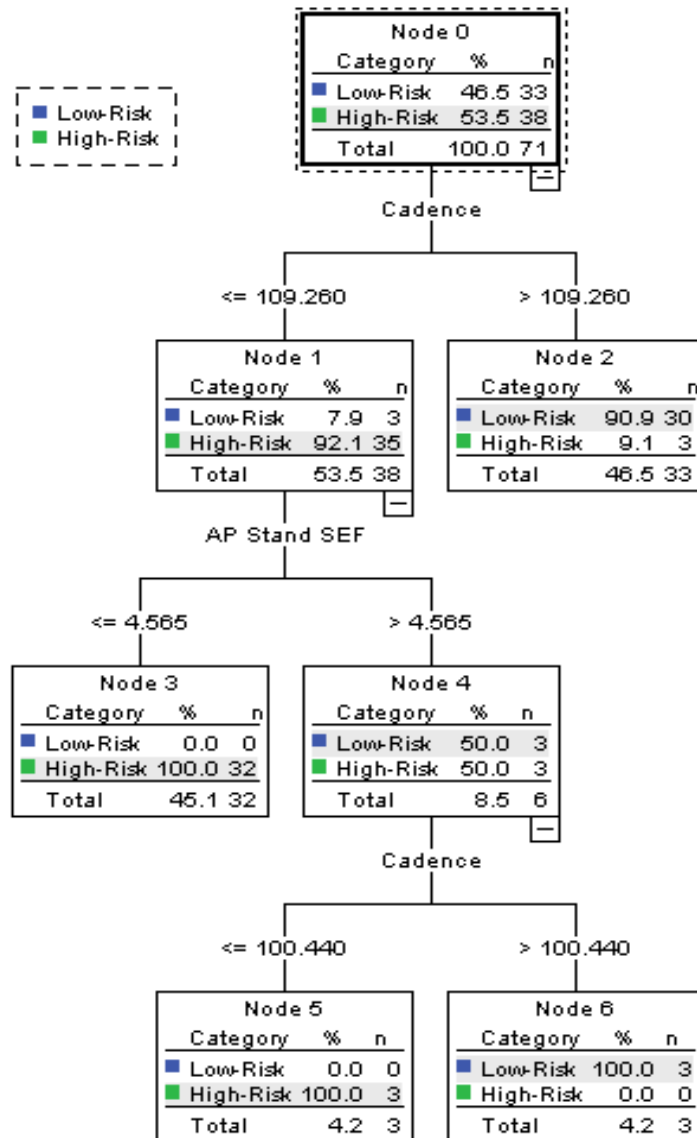 Node 0
Category % n
Low-Risk 46.5 33
High-Risk 53.5 38
Total 100.0 71
Low-Risk
High-Risk
Cadence
<= 109.260 > 109.260
Node 1
Category % n
Low-Risk 7.9 3
High-Risk 92.1 35
Total 53.5 38
Node 2
Category % n
Low-Risk 90.9 30
High-Risk 9.1 3
Total 46.5 33
AP Stand SEF
<= 4.565 > 4.565
Node 3
Category % n
Low-Risk 0.0 0
High-Risk 100.0 32
Total 45.1 32
Node 4
Category % n
Low-Risk 50.0 3
High-Risk 50.0 3
Total 8.5 6
Cadence
<= 100.440 > 100.440
Node 5
Category % n
Low-Risk 0.0 0
High-Risk 100.0 3
Total 4.2 3
Node 6
Category % n
Low-Risk 100.0 3
High-Risk 0.0 0
Total 4.2 3